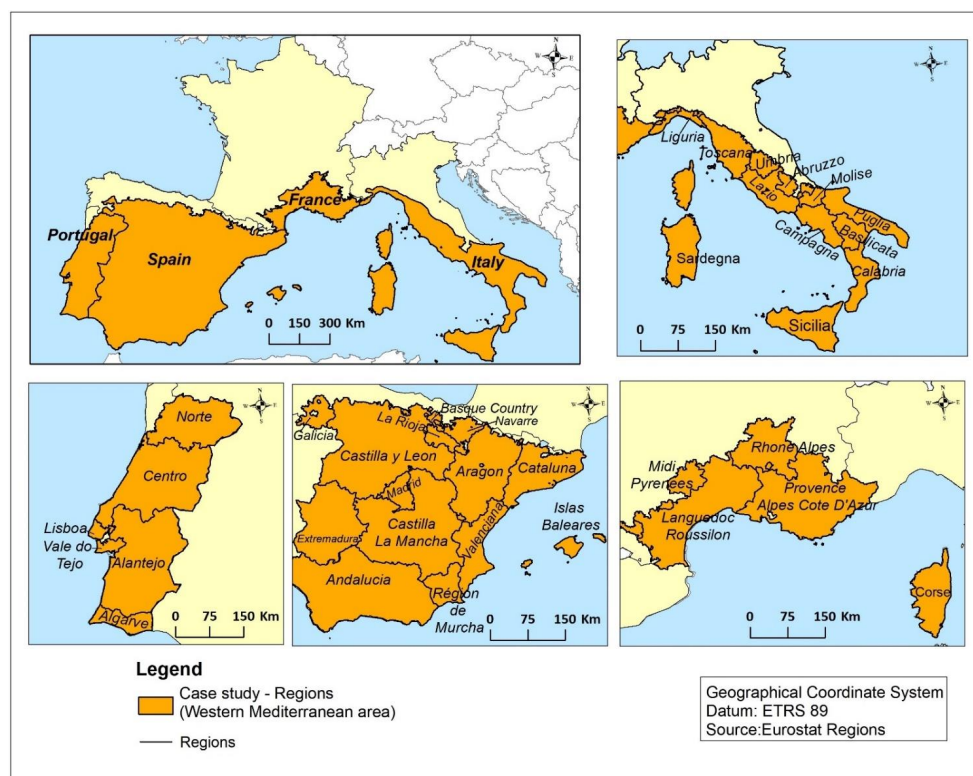 N
W E
S
France
Portugal
Spain
Italy
0 150 300 Km
N
W E
S
Liguria
Toscana
Umbria
Abruzzo
Molise
Lazio
Puglia
Campagna
Basilicata
Sardegna
Calabria
0 75 150 Km
Sicilia
N
W E
S
Norte
Centro
Lisboa
Vale do
Tejo
Alantejo
Algarve
0 75 150 Km
N
W E
S
Basque Country
Navarre
La Rioja
Galicia
Castilla y Leon
Aragon
Cataluna
Madrid
Islas
Baleares
Castilla
La Mancha
Valenciana
Extremadura
Andalucia
Région
de
Murcha
0 75 150 Km
N
W E
S
Rhone Alpes
Midi
Pyrenees
Provence
Alpes Cote D'Azur
Languedoc
Roussilon
Corse
0 75 150 Km
Legend
Case study - Regions
(Western Mediterranean area)
Regions
Geographical Coordinate System
Datum: ETRS 89
Source:Eurostat Regions